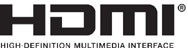 HDMI®
HIGH-DEFINITION MULTIMEDIA INTERFACE